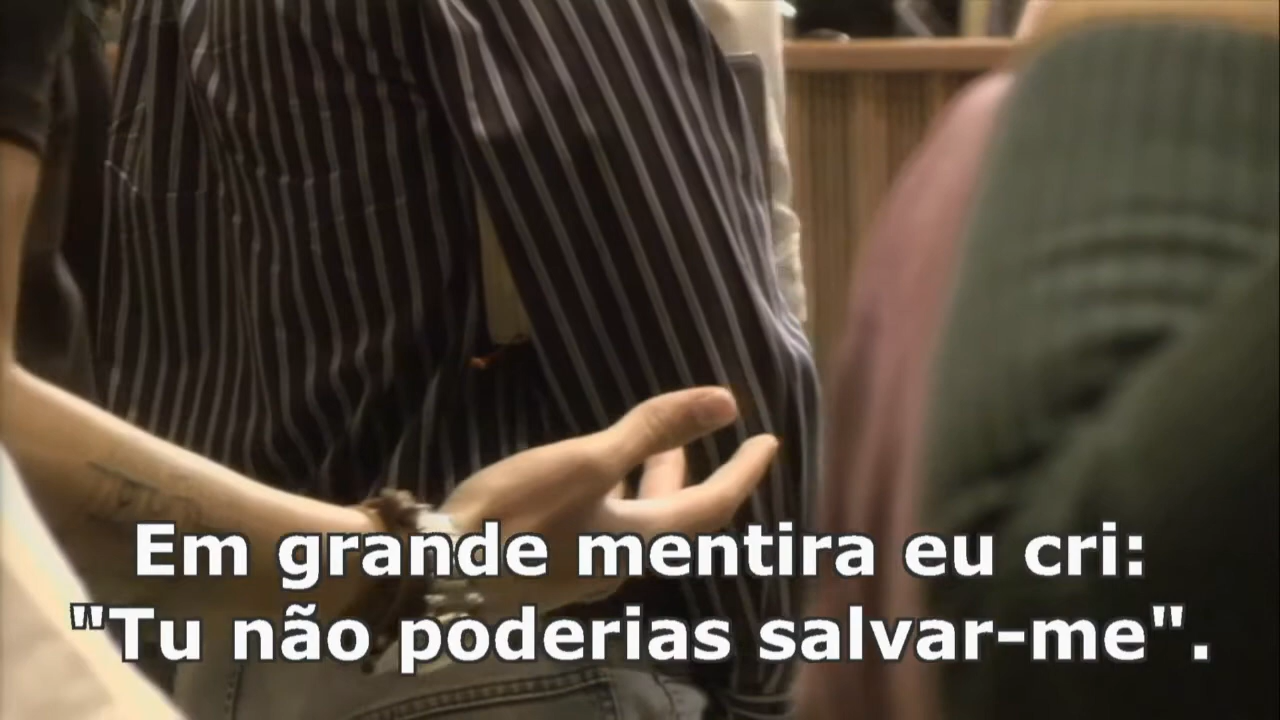 Em grande mentira eu cri:
"Tu não poderias salvar-me".